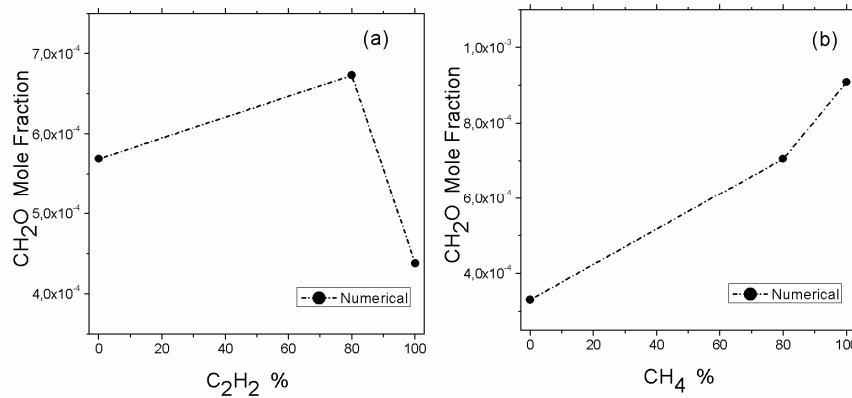 (a)
7,0x10⁻⁴
6,0x10⁻⁴
5,0x10⁻⁴
4,0x10⁻⁴
CH₂O Mole Fraction
Numerical
0 20 40 60 80 100
C₂H₂ %
(b)
1,0x10⁻³
8,0x10⁻⁴
6,0x10⁻⁴
4,0x10⁻⁴
CH₂O Mole Fraction
Numerical
0 20 40 60 80 100
CH₄ %